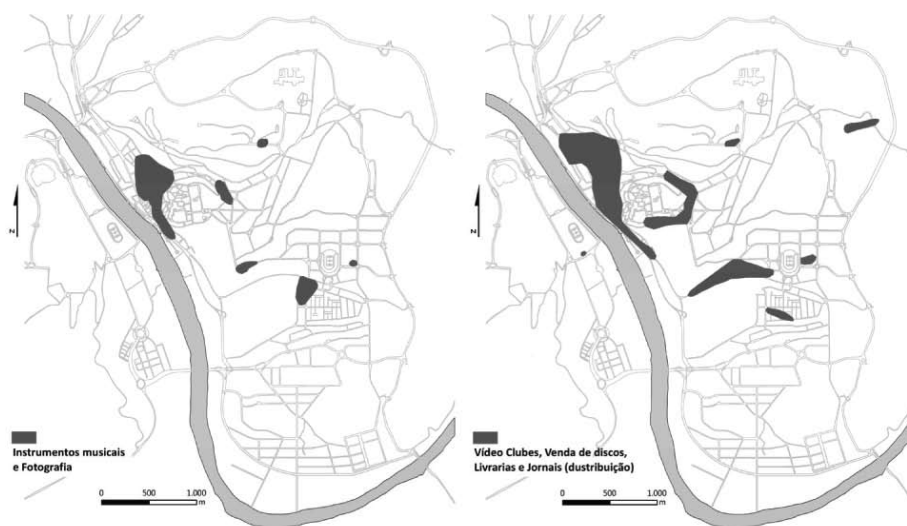 N
Instrumentos musicais
e Fotografia
0 500 1.000
m
N
Vídeo Clubes, Venda de discos,
Livrarias e Jornais (dustribuição)
0 500 1.000
m